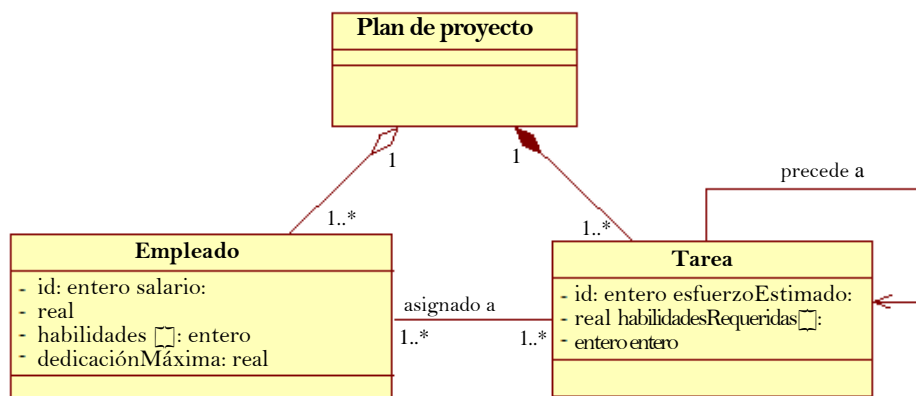 Plan de proyecto
1
1
precede a
1..*
1..*
Empleado
- id: entero salario:
- real
- habilidades []: entero
- dedicaciónMáxima: real
asignado a
1..*
1..*
Tarea
- id: entero esfuerzoEstimado:
- real habilidadesRequeridas[]:
- entero entero